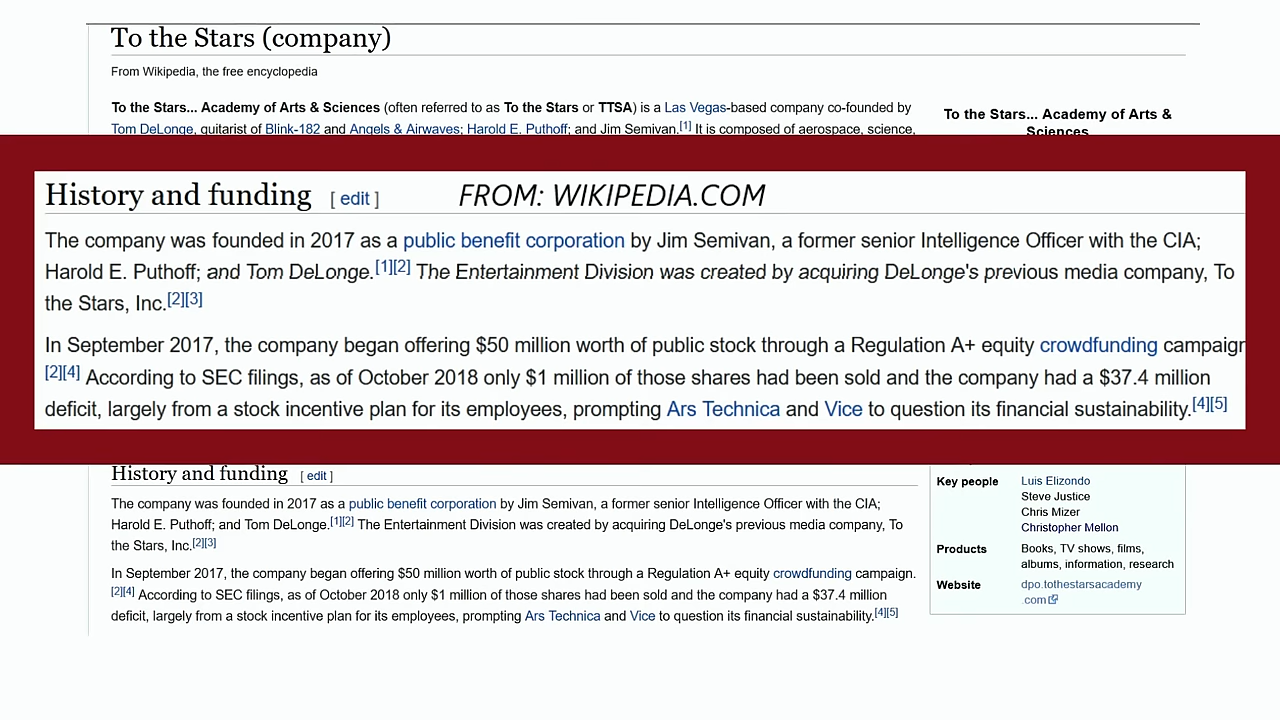 To the Stars (company)
From Wikipedia, the free encyclopedia
To the Stars... Academy of Arts & Sciences (often referred to as To the Stars or TTSA) is a Las Vegas-based company co-founded by
Tom DeLonge, guitarist of Blink-182 and Angels & Airwaves; Harold E. Puthoff; and Jim Semivan.[1] It is composed of aerospace, science,
To the Stars... Academy of Arts &
Sciences
History and funding [ edit ] FROM: WIKIPEDIA.COM
The company was founded in 2017 as a public benefit corporation by Jim Semivan, a former senior Intelligence Officer with the CIA;
Harold E. Puthoff; and Tom DeLonge.[1][2] The Entertainment Division was created by acquiring DeLonge's previous media company, To
the Stars, Inc.[2][3]
In September 2017, the company began offering $50 million worth of public stock through a Regulation A+ equity crowdfunding campaigr
[2][4] According to SEC filings, as of October 2018 only $1 million of those shares had been sold and the company had a $37.4 million
deficit, largely from a stock incentive plan for its employees, prompting Ars Technica and Vice to question its financial sustainability.[4][5]
History and funding [ edit ]
The company was founded in 2017 as a public benefit corporation by Jim Semivan, a former senior Intelligence Officer with the CIA;
Harold E. Puthoff; and Tom DeLonge.[1][2] The Entertainment Division was created by acquiring DeLonge's previous media company, To
the Stars, Inc.[2][3]
In September 2017, the company began offering $50 million worth of public stock through a Regulation A+ equity crowdfunding campaign.
[2][4] According to SEC filings, as of October 2018 only $1 million of those shares had been sold and the company had a $37.4 million
deficit, largely from a stock incentive plan for its employees, prompting Ars Technica and Vice to question its financial sustainability.[4][5]
Key people Luis Elizondo
Steve Justice
Chris Mizer
Christopher Mellon
Products Books, TV shows, films,
albums, information, research
Website dpo.tothestarsacademy
.com